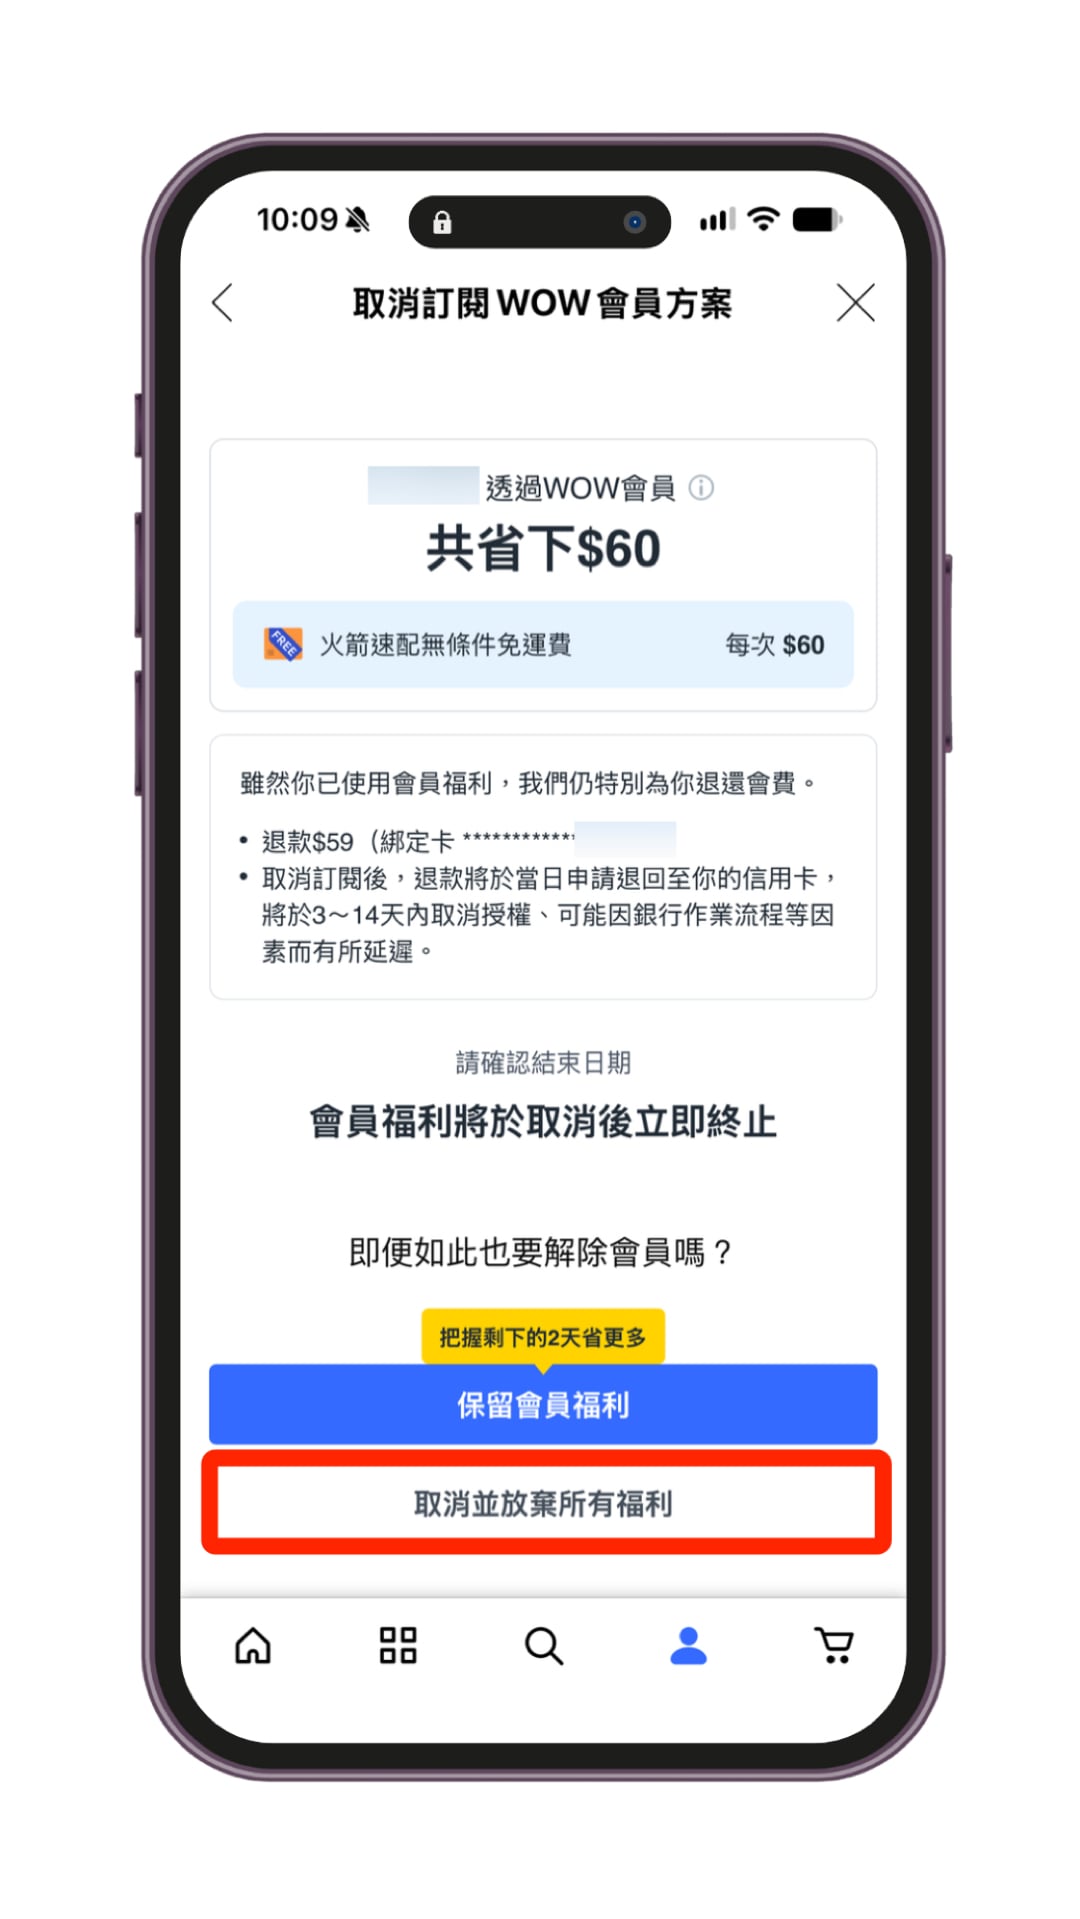 10:09
取消訂閱 WOW 會員方案
透過WOW會員
共省下$60
FREE 火箭速配無條件免運費 每次 $60
雖然你已使用會員福利，我們仍特別為你退還會費。
• 退款$59（綁定卡 ************
• 取消訂閱後，退款將於當日申請退回至你的信用卡，
將於3～14天內取消授權、可能因銀行作業流程等因
素而有所延遲。
請確認結束日期
會員福利將於取消後立即終止
即便如此也要解除會員嗎？
把握剩下的2天省更多
保留會員福利
取消並放棄所有福利